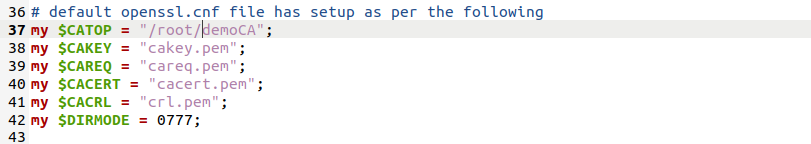 36 # default openssl.cnf file has setup as per the following
37 my $CATOP = "/root/demoCA";
38 my $CAKEY = "cakey.pem";
39 my $CAREQ = "careq.pem";
40 my $CACERT = "cacert.pem";
41 my $CACRL = "crl.pem";
42 my $DIRMODE = 0777;
43